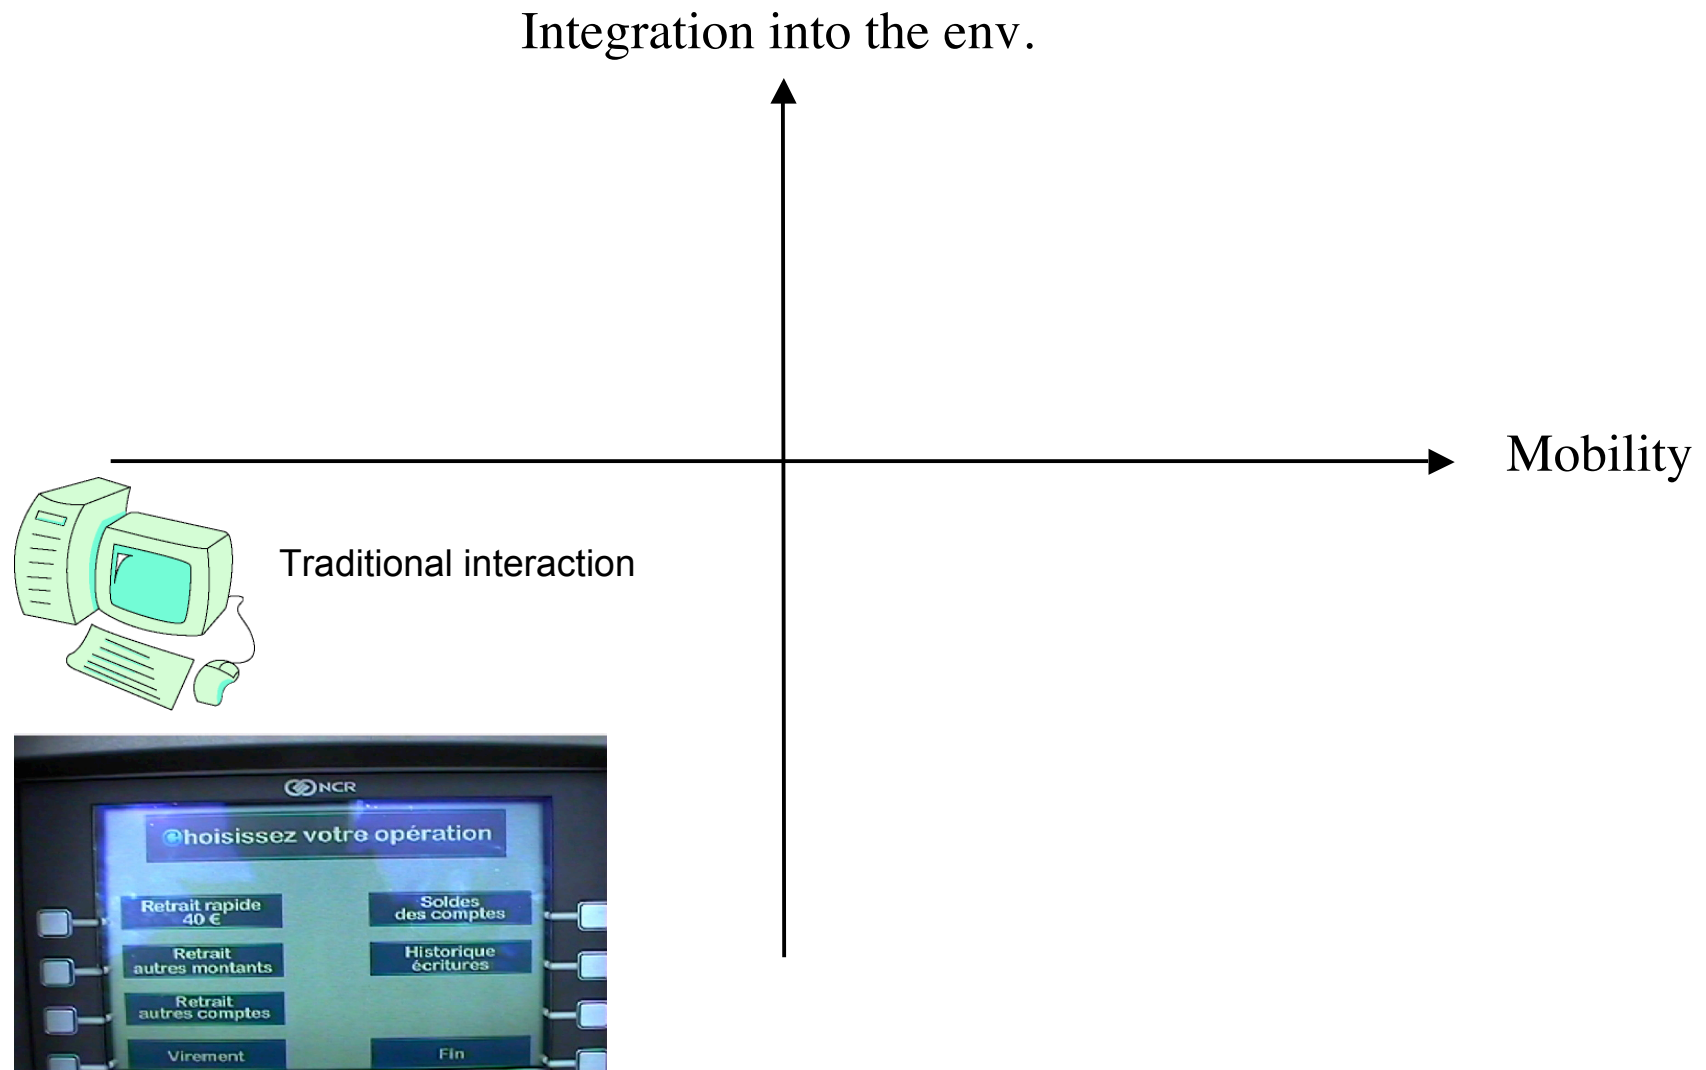 Integration into the env.
Mobility
Traditional interaction
NCR
Choisissez votre opération
Retrait rapide
40 €
Soldes
des comptes
Retrait
autres montants
Historique
écritures
Retrait
autres comptes
Virement
Fin